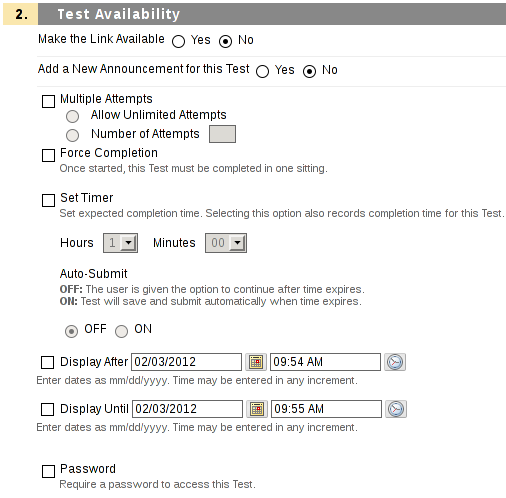 2. Test Availability
Make the Link Available Yes No
Add a New Announcement for this Test Yes No
Multiple Attempts
Allow Unlimited Attempts
Number of Attempts
Force Completion
Once started, this Test must be completed in one sitting.
Set Timer
Set expected completion time. Selecting this option also records completion time for this Test.
Hours 1 Minutes 00
Auto-Submit
OFF: The user is given the option to continue after time expires.
ON: Test will save and submit automatically when time expires.
OFF ON
Display After 02/03/2012 09:54 AM
Enter dates as mm/dd/yyyy. Time may be entered in any increment.
Display Until 02/03/2012 09:55 AM
Enter dates as mm/dd/yyyy. Time may be entered in any increment.
Password
Require a password to access this Test.